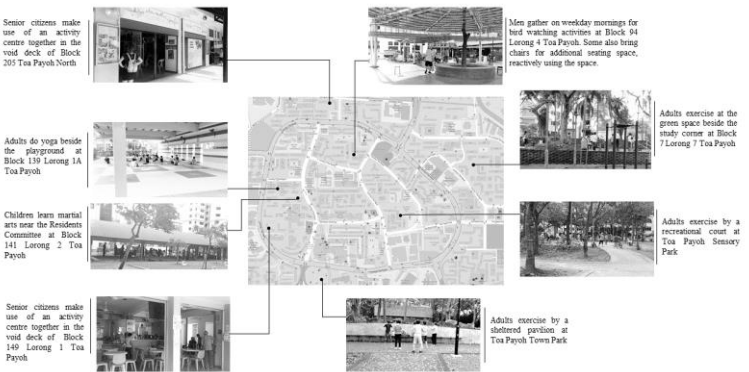 Senior citizens make
use of an activity
centre together in the
void deck of Block
205 Toa Payoh North
Men gather on weekday mornings for
bird watching activities at Block 94
Lorong 4 Toa Payoh. Some also bring
chairs for additional seating space,
reactively using the space.
Adults do yoga beside
the playground at
Block 139 Lorong 1A
Toa Payoh
Adults exercise at the
green space beside the
study corner at Block
7 Lorong 7 Toa Payoh
Children learn martial
arts near the Residents
Committee at Block
141 Lorong 2 Toa
Payoh
Adults exercise by a
recreational court at
Toa Payoh Sensory
Park
Senior citizens make
use of an activity
centre together in the
void deck of Block
149 Lorong 1 Toa
Payoh
Adults exercise by a
sheltered pavilion at
Toa Payoh Town Park